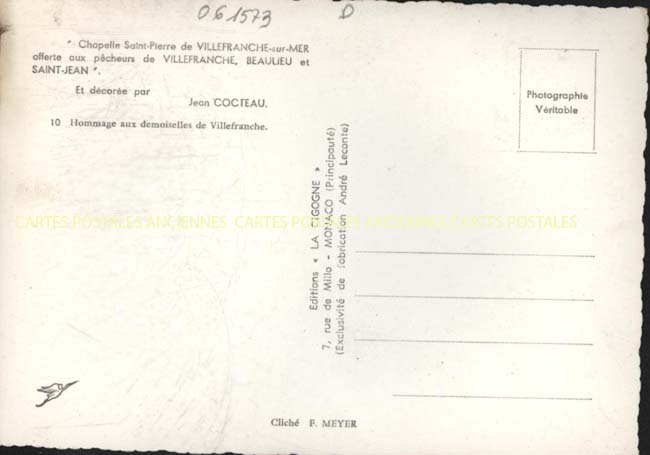 061573 D
" Chapelle Saint-Pierre de VILLEFRANCHE-sur-MER
offerte aux pêcheurs de VILLEFRANCHE, BEAULIEU et
SAINT-JEAN ".
Et décorée par
Jean COCTEAU.
10 Hommage aux demoiselles de Villefranche.
Photographie
Véritable
Editions « LA CIGOGNE »
7, rue de Millo - MONACO (Principauté)
(Exclusivité de fabrication André Leconte)
CARTES POSTALES ANCIENNES CARTES POSTALES ANCIENNES CARTES POSTALES
Cliché F. MEYER